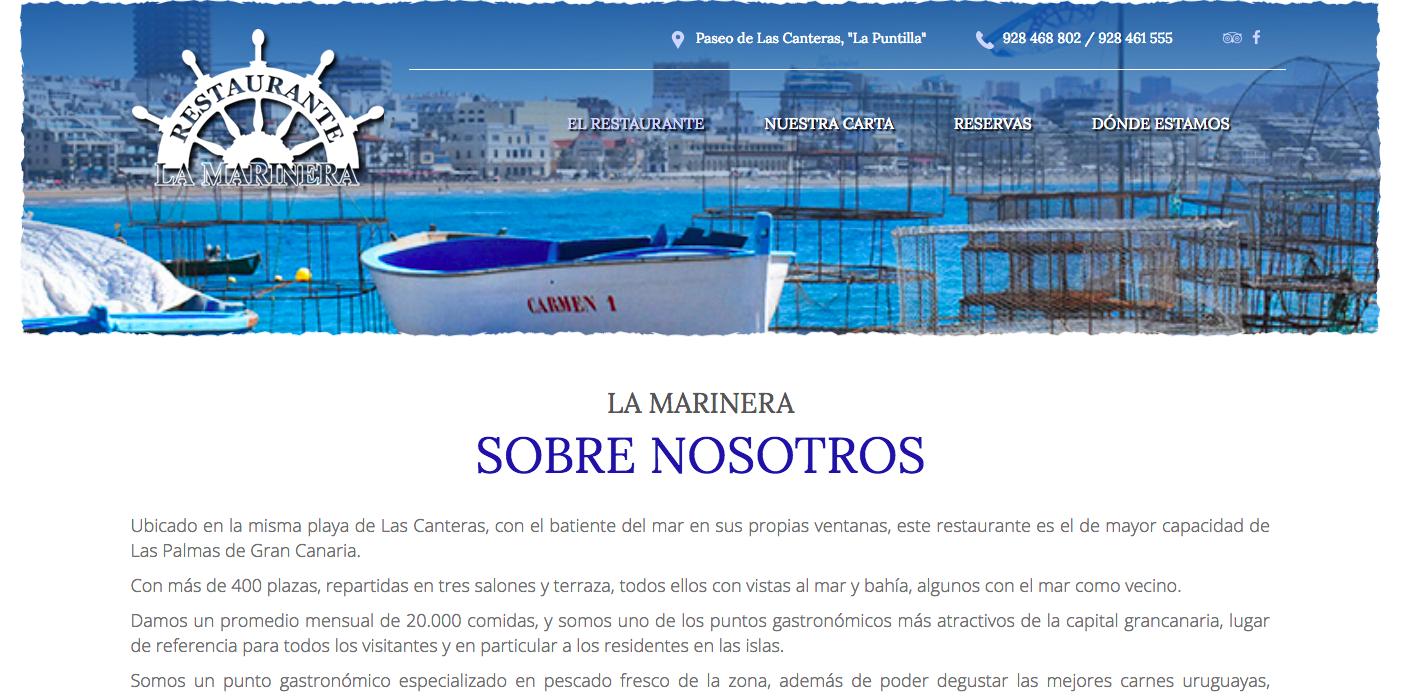 Paseo de Las Canteras, "La Puntilla"
928 468 802 / 928 461 555
RESTAURANTE
LA MARINERA
EL RESTAURANTE
NUESTRA CARTA
RESERVAS
DÓNDE ESTAMOS
CARMEN 1
LA MARINERA
SOBRE NOSOTROS
Ubicado en la misma playa de Las Canteras, con el batiente del mar en sus propias ventanas, este restaurante es el de mayor capacidad de
Las Palmas de Gran Canaria.
Con más de 400 plazas, repartidas en tres salones y terraza, todos ellos con vistas al mar y bahía, algunos con el mar como vecino.
Damos un promedio mensual de 20.000 comidas, y somos uno de los puntos gastronómicos más atractivos de la capital grancanaria, lugar
de referencia para todos los visitantes y en particular a los residentes en las islas.
Somos un punto gastronómico especializado en pescado fresco de la zona, además de poder degustar las mejores carnes uruguayas,